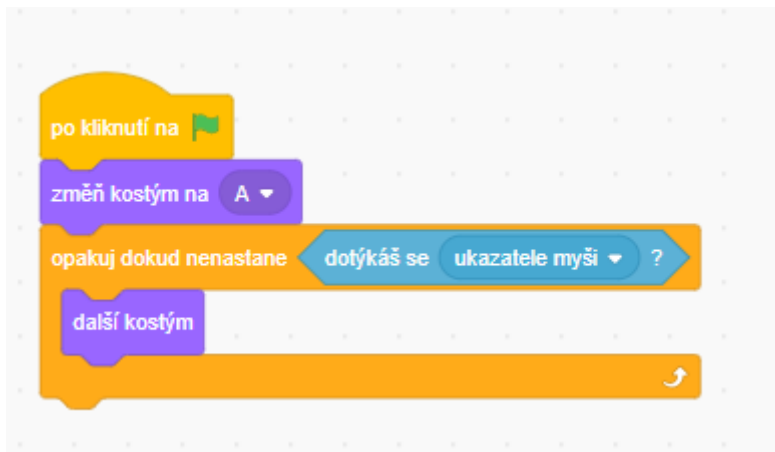 po kliknutí na
změň kostým na A
opakuj dokud nenastane dotýkáš se ukazatele myši ?
další kostým